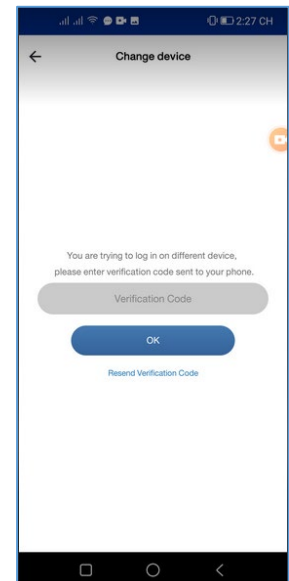 2:27 CH
Change device
You are trying to log in on different device,
please enter verification code sent to your phone.
Verification Code
OK
Resend Verification Code